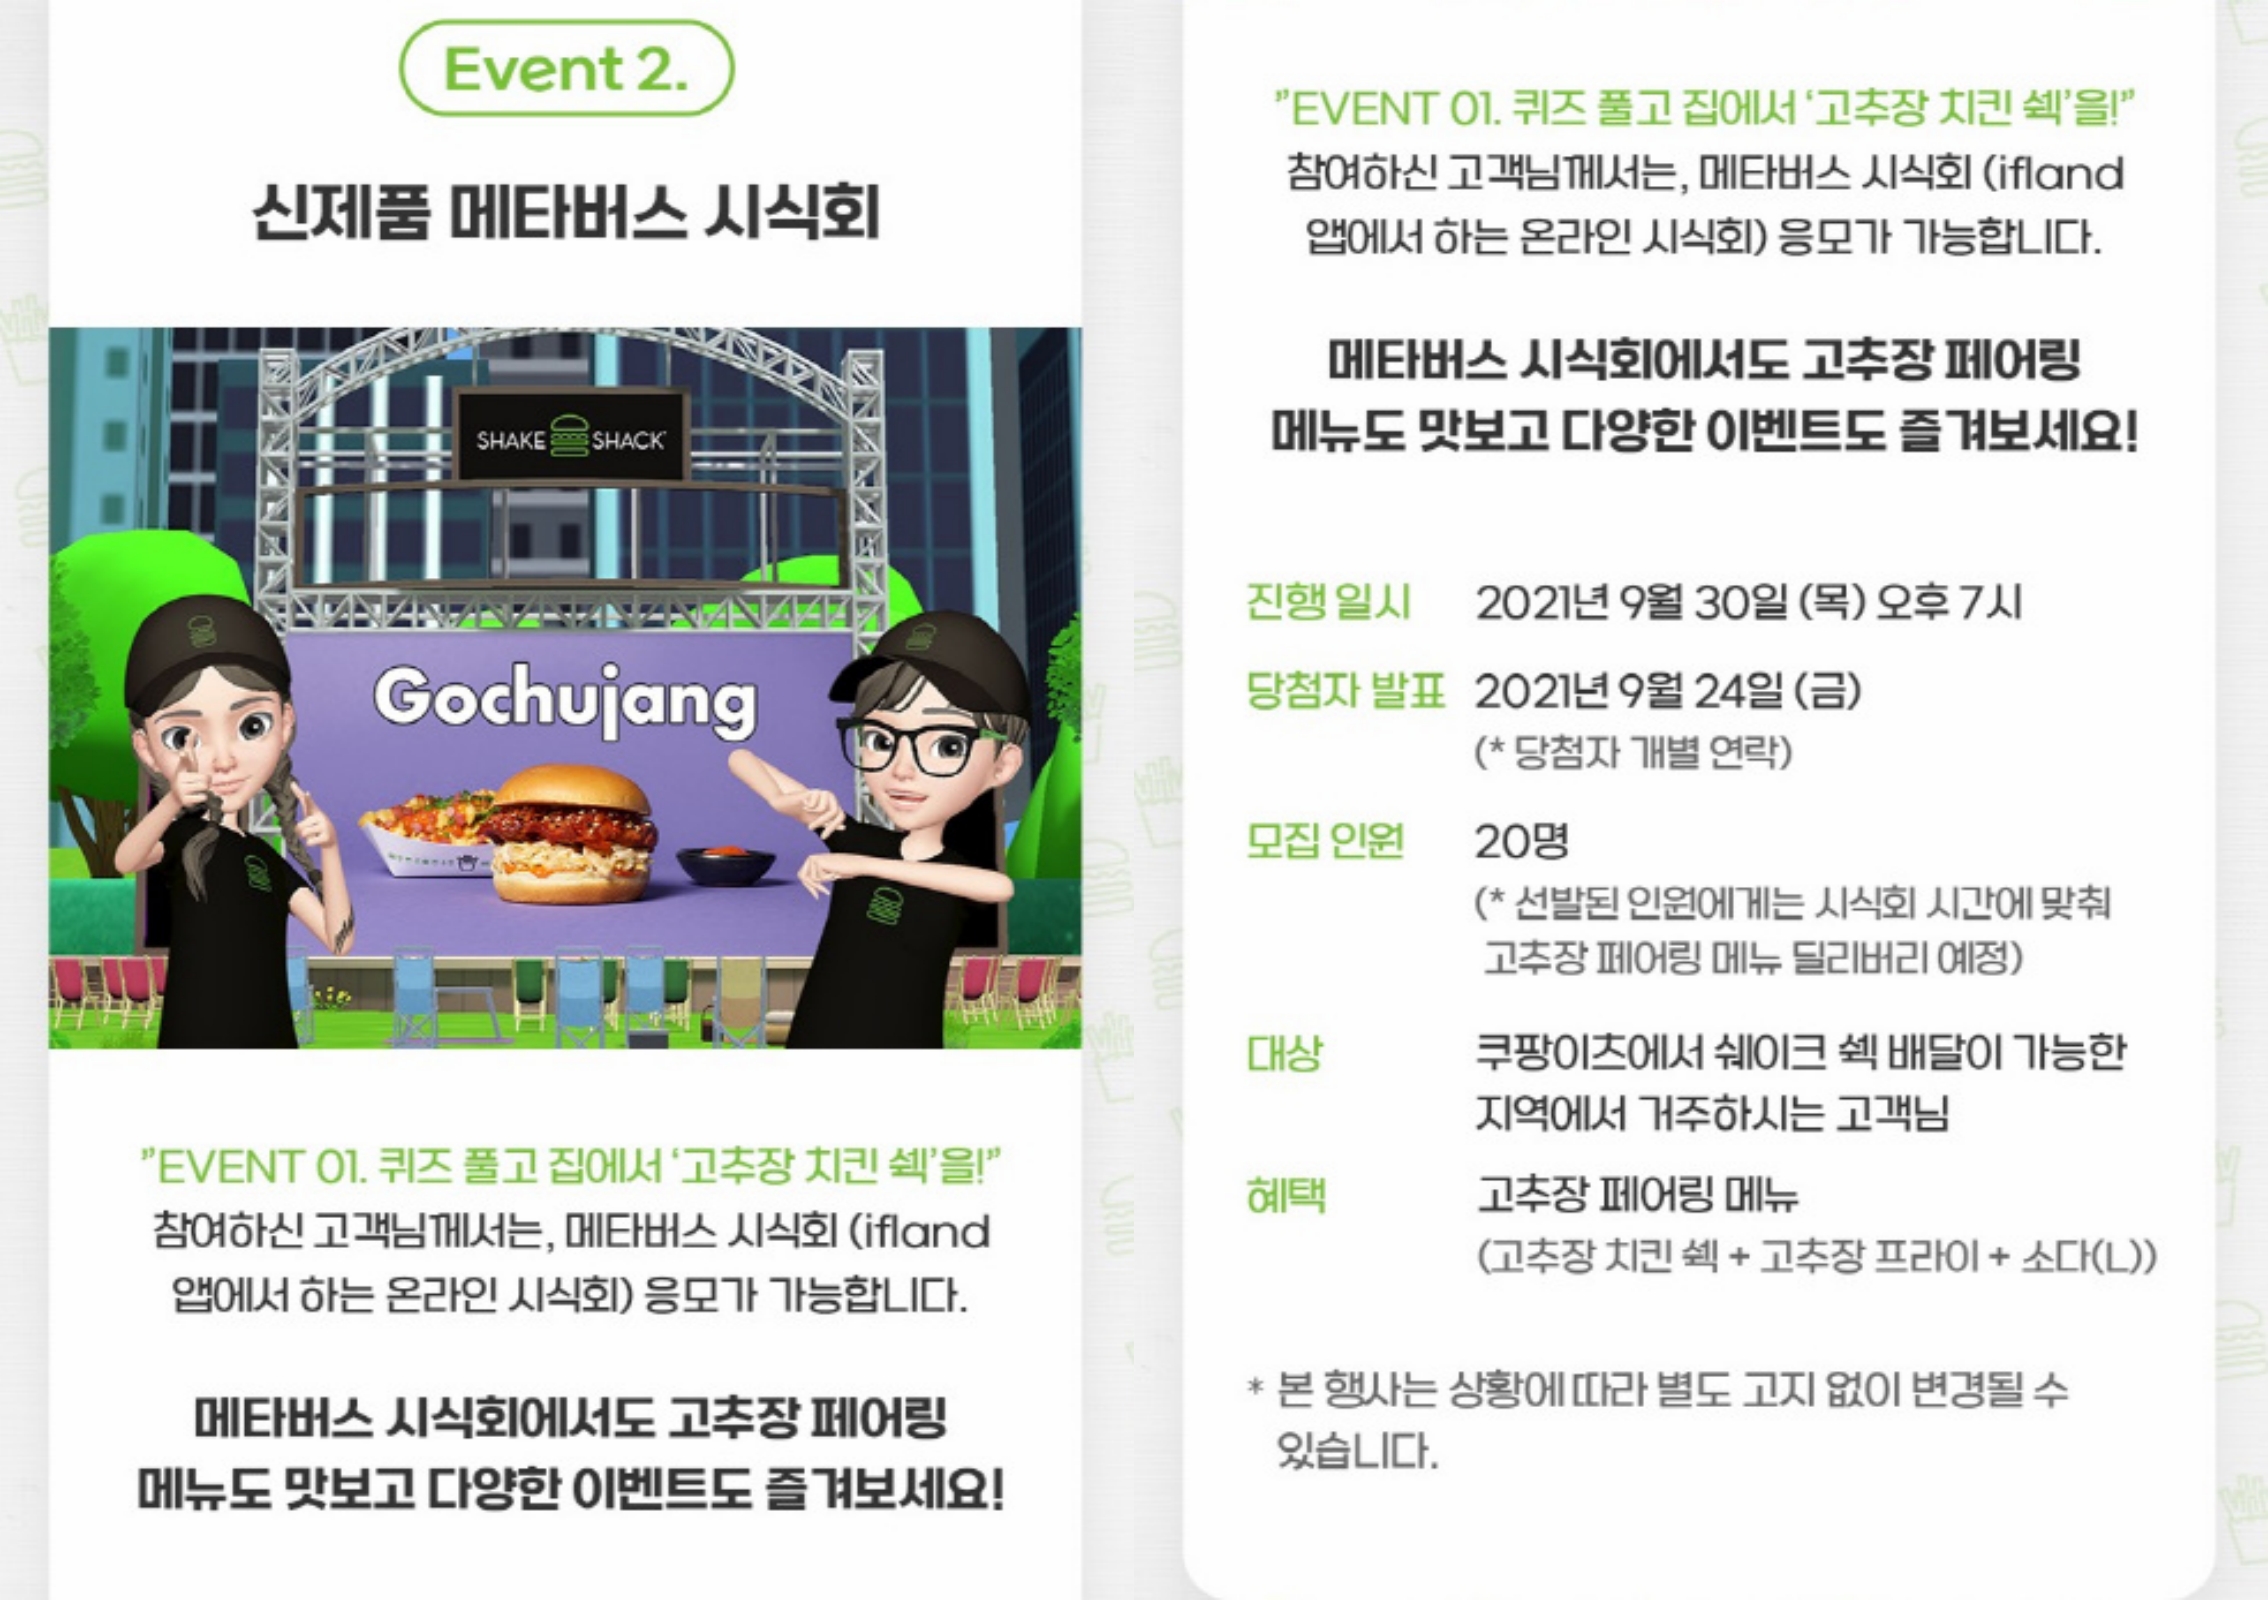 Event 2.
신제품 메타버스 시식회
SHAKE SHACK
Gochujang
"EVENT 01. 퀴즈 풀고 집에서 '고추장 치킨 쉑'을!"
참여하신 고객님께서는, 메타버스 시식회 (ifland
앱에서 하는 온라인 시식회) 응모가 가능합니다.
메타버스 시식회에서도 고추장 페어링
메뉴도 맛보고 다양한 이벤트도 즐겨보세요!
"EVENT 01. 퀴즈 풀고 집에서 '고추장 치킨 쉑'을!"
참여하신 고객님께서는, 메타버스 시식회 (ifland
앱에서 하는 온라인 시식회) 응모가 가능합니다.
메타버스 시식회에서도 고추장 페어링
메뉴도 맛보고 다양한 이벤트도 즐겨보세요!
진행 일시 2021년 9월 30일 (목) 오후 7시
당첨자 발표 2021년 9월 24일 (금)
(* 당첨자 개별 연락)
모집 인원 20명
(* 선발된 인원에게는 시식회 시간에 맞춰
고추장 페어링 메뉴 딜리버리 예정)
대상 쿠팡이츠에서 쉐이크 쉑 배달이 가능한
지역에서 거주하시는 고객님
혜택 고추장 페어링 메뉴
(고추장 치킨 쉑 + 고추장 프라이 + 소다(L))
* 본 행사는 상황에 따라 별도 고지 없이 변경될 수
있습니다.